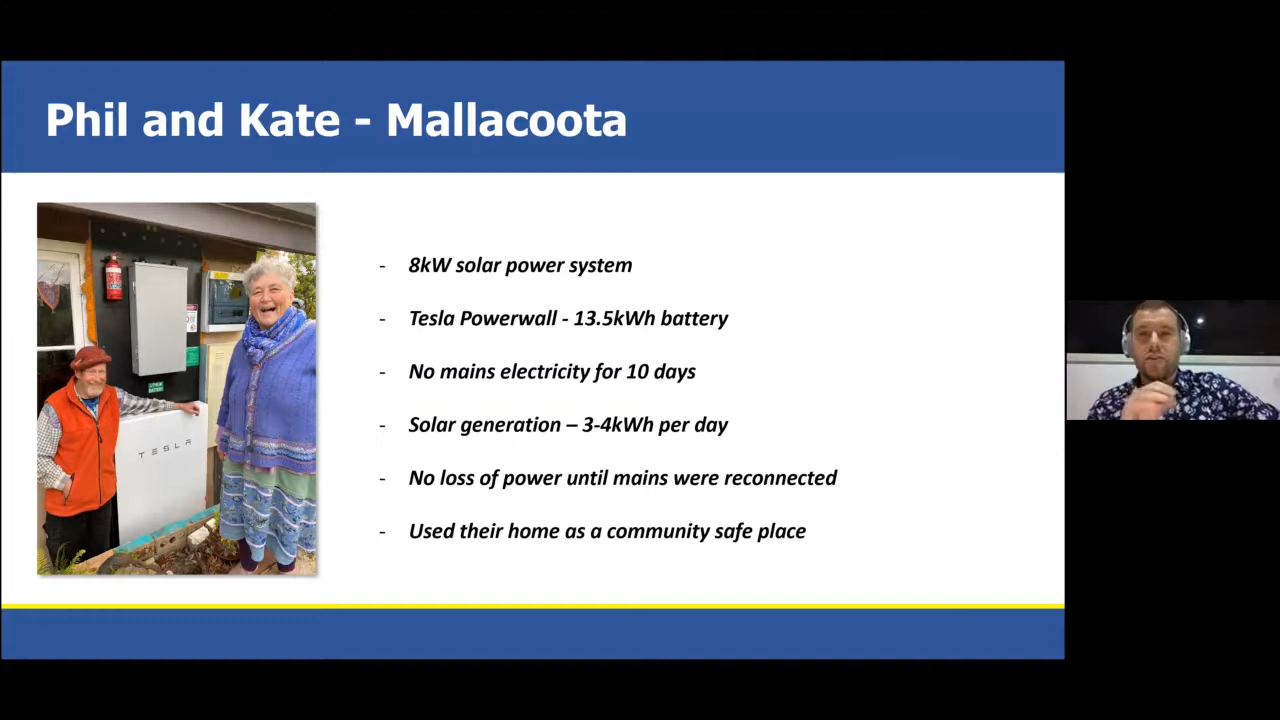 Phil and Kate - Mallacoota
- 8kW solar power system
- Tesla Powerwall - 13.5kWh battery
- No mains electricity for 10 days
- Solar generation – 3-4kWh per day
- No loss of power until mains were reconnected
- Used their home as a community safe place
TESLA